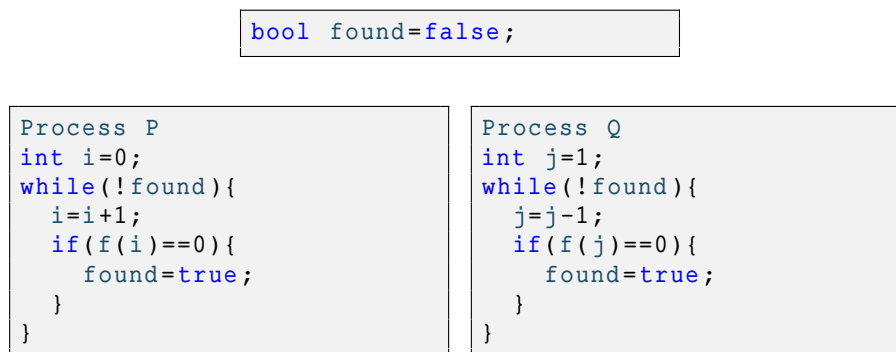 bool found=false;
Process P
int i=0;
while(!found){
  i=i+1;
  if(f(i)==0){
    found=true;
  }
}
Process Q
int j=1;
while(!found){
  j=j-1;
  if(f(j)==0){
    found=true;
  }
}